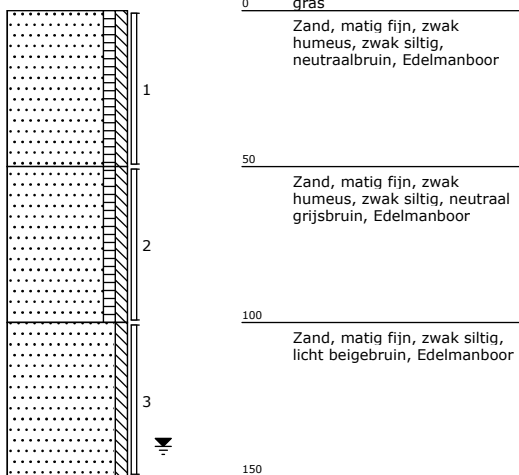 0
gras
Zand, matig fijn, zwak
humeus, zwak siltig,
neutraalbruin, Edelmanboor
1
50
Zand, matig fijn, zwak
humeus, zwak siltig, neutraal
grijsbruin, Edelmanboor
2
100
Zand, matig fijn, zwak siltig,
licht beigebruin, Edelmanboor
3
150